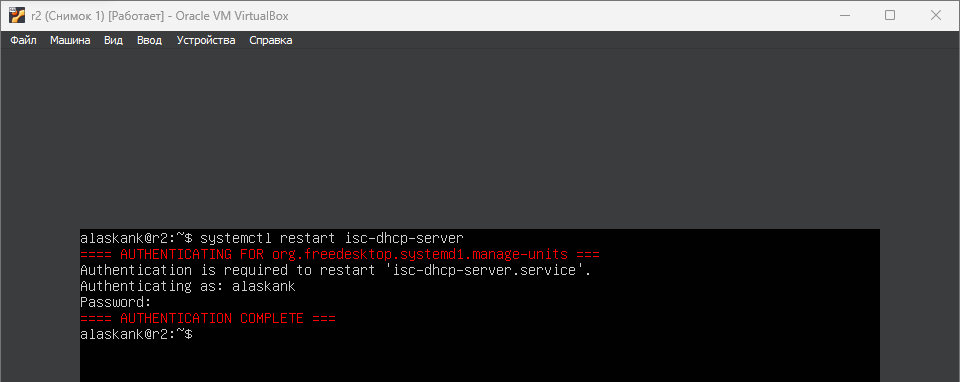 r2 (Снимок 1) [Работает] - Oracle VM VirtualBox
Файл Машина Вид Ввод Устройства Справка
alaskank@r2:~$ systemctl restart isc-dhcp-server
==== AUTHENTICATING FOR org.freedesktop.systemd1.manage-units ===
Authentication is required to restart 'isc-dhcp-server.service'.
Authenticating as: alaskank
Password:
==== AUTHENTICATION COMPLETE ===
alaskank@r2:~$